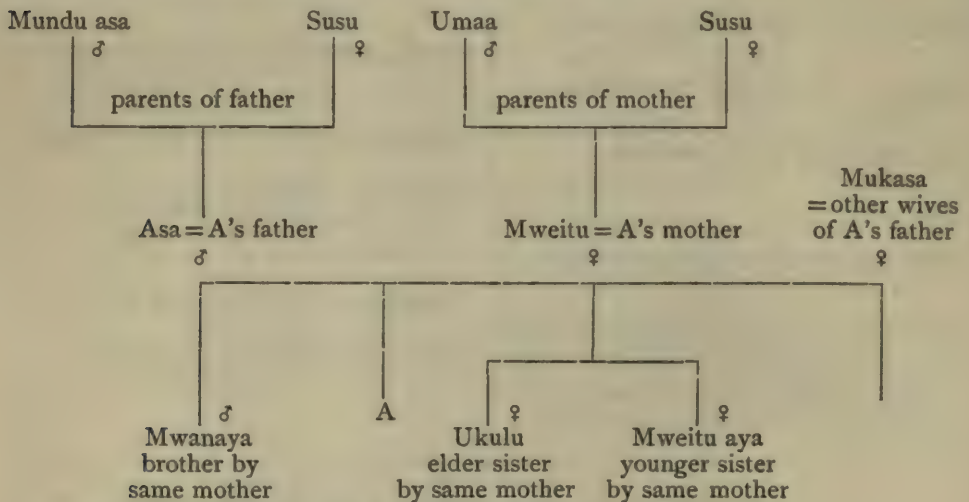 Mundu asa Susu Umaa Susu
♂ ♀ ♂ ♀
parents of father parents of mother
Mukasa
=other wives
Asa=A's father Mweitu=A's mother of A's father
♂ ♀ ♀
♂ A ♀ ♀
Mwanaya Ukulu Mweitu aya
brother by elder sister younger sister
same mother by same mother by same mother